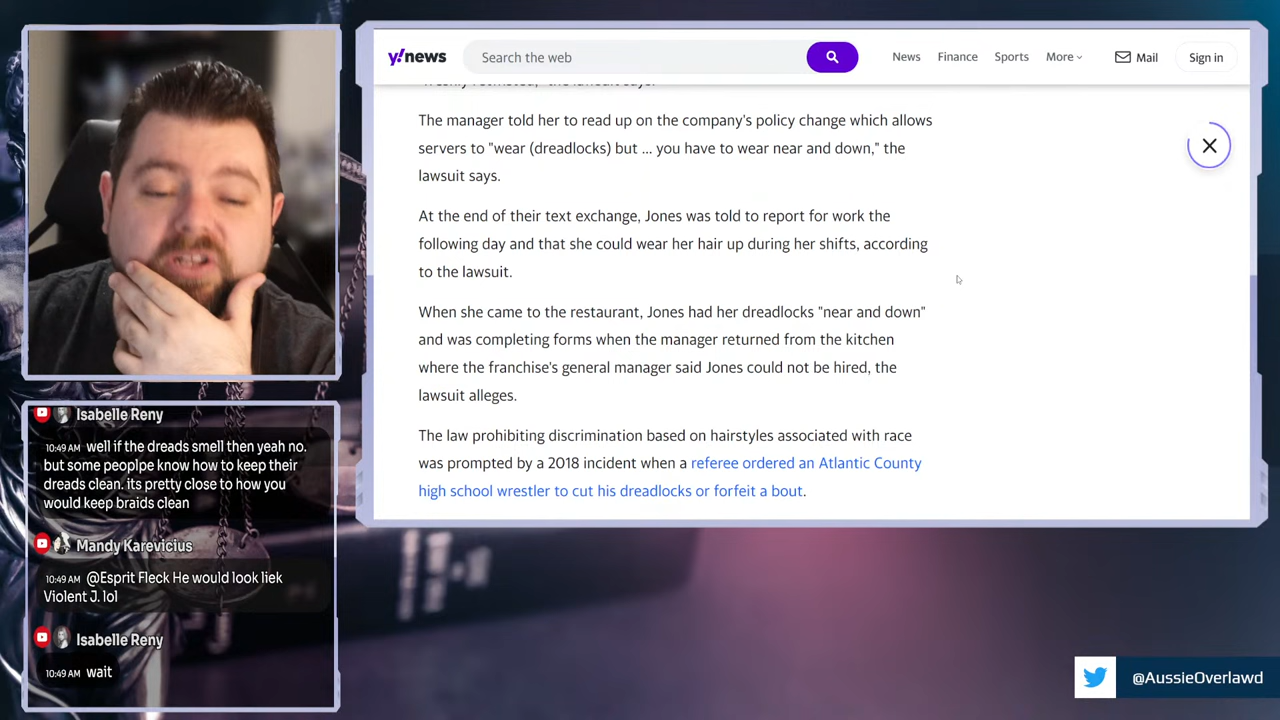 y!news
Search the web
News
Finance
Sports
More
Mail
Sign in
The manager told her to read up on the company's policy change which allows
servers to "wear (dreadlocks) but ... you have to wear near and down," the
lawsuit says.
At the end of their text exchange, Jones was told to report for work the
following day and that she could wear her hair up during her shifts, according
to the lawsuit.
When she came to the restaurant, Jones had her dreadlocks "near and down"
and was completing forms when the manager returned from the kitchen
where the franchise's general manager said Jones could not be hired, the
lawsuit alleges.
The law prohibiting discrimination based on hairstyles associated with race
was prompted by a 2018 incident when a referee ordered an Atlantic County
high school wrestler to cut his dreadlocks or forfeit a bout.
Isabelle Reny
10:49 AM well if the dreads smell then yeah no.
but some peoplpe know how to keep their
dreads clean. its pretty close to how you
would keep braids clean
Mandy Karevicius
10:49 AM @Esprit Fleck He would look liek
Violent J. lol
Isabelle Reny
10:49 AM wait
@AussieOverlawd